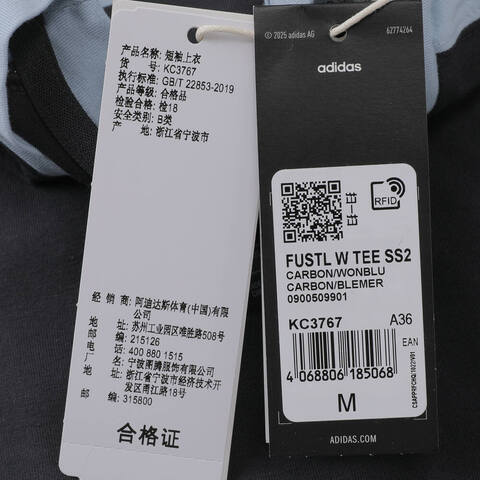 产品名称: 短袖上衣
货 号: KC3767
执行标准: GB/T 22853-2019
产品等级: 合格品
检验合格: 检18
安全类别: B类
产 地: 浙江省宁波市
经 销 商: 阿迪达斯体育(中国)有限
公司
地 址: 苏州工业园区唯胜路508号
邮 编: 215126
电 话: 400 880 1515
厂 名: 宁波图腾服饰有限公司
厂 址: 浙江省宁波市经济技术开
发区甬江路18号
邮 编: 315800
合格证
© 2025 adidas AG
62774264
adidas
RFID
FUSTL W TEE SS2
CARBON/WONBLU
CARBON/BLEMER
0900509901
KC3767
A36
EAN
4 068806 185068
M
ADIDAS.COM